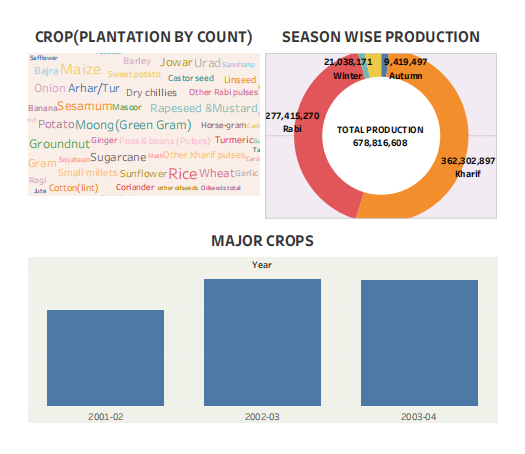 CROP(PLANTATION BY COUNT)
SEASON WISE PRODUCTION
Safflower
Barley Jowar Urad Sannhamp
Bajra Maize Sweet potato Castor seed Linseed
Onion Arhar/Tur Dry chillies Other Rabi pulses
Banana Sesamum Masoor Rapeseed &Mustard
Potato Moong(Green Gram) Horse-gram
Groundnut Ginger Peas & beans (Pulses) Turmeric
Gram Soyabean Sugarcane Other Kharif pulses
Small millets Sunflower Rice Wheat Garlic
Ragi
Jute Cotton(lint) Coriander other oilseeds Oilseeds total
21,038,171
Winter
9,419,497
Autumn
277,415,270
Rabi
TOTAL PRODUCTION
678,816,608
362,302,897
Kharif
MAJOR CROPS
Year
2001-02 2002-03 2003-04